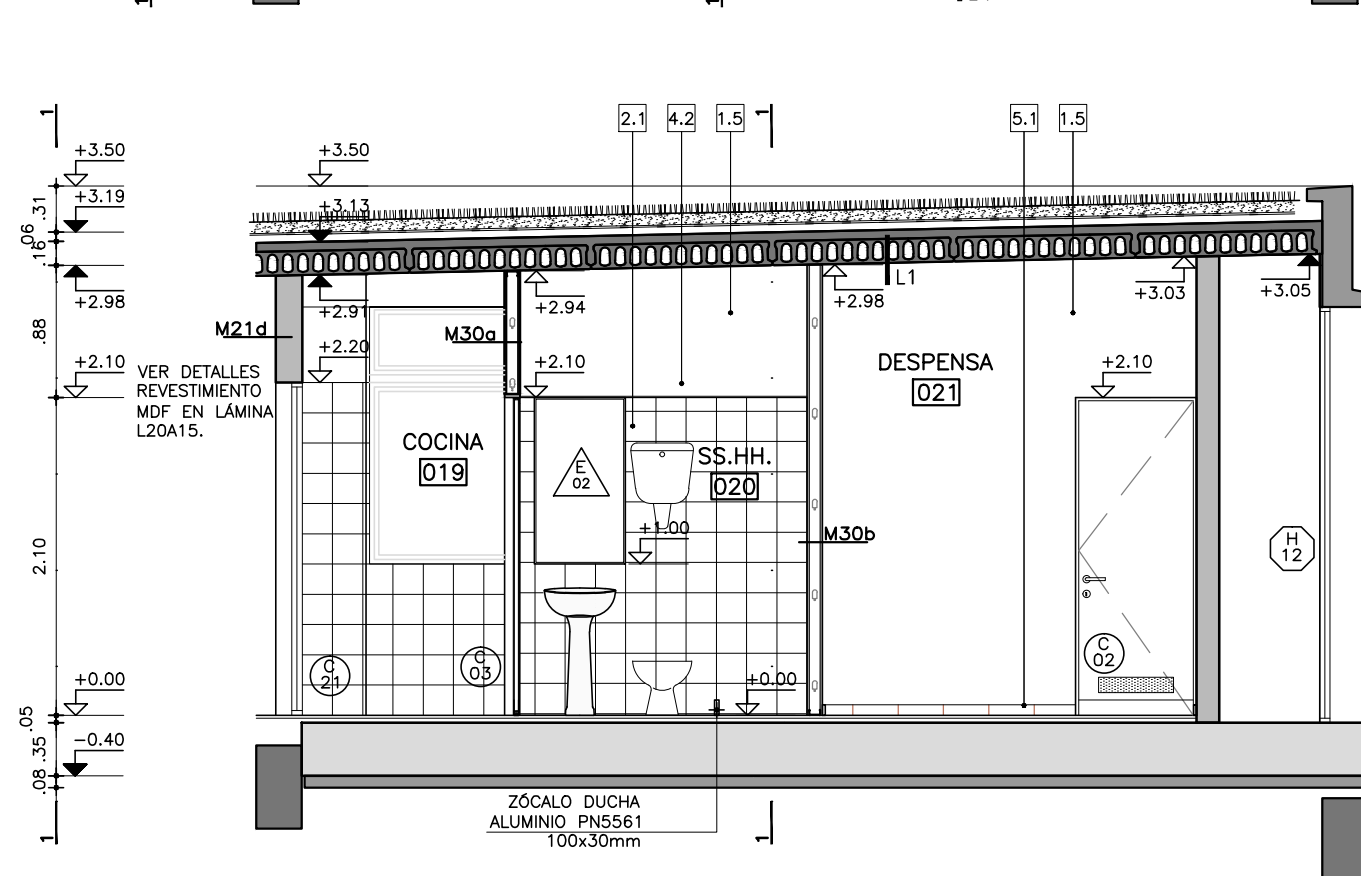 1
1
2.1
4.2
1.5
5.1
1.5
+3.50
+3.50
+3.19
+3.13
.31
.06
.16
+2.98
+2.91
+2.94
+2.98
L1
+3.03
+3.05
.88
M21d
M30a
+2.10
+2.20
+2.10
+2.10
VER DETALLES
REVESTIMIENTO
MDF EN LÁMINA
L20A15.
DESPENSA
021
COCINA
019
E
02
SS.HH.
020
+1.00
M30b
H
12
2.10
C
21
C
03
C
02
+0.00
+0.00
.05
.35
-0.40
.08
ZÓCALO DUCHA
ALUMINIO PN5561
100x30mm
1
1